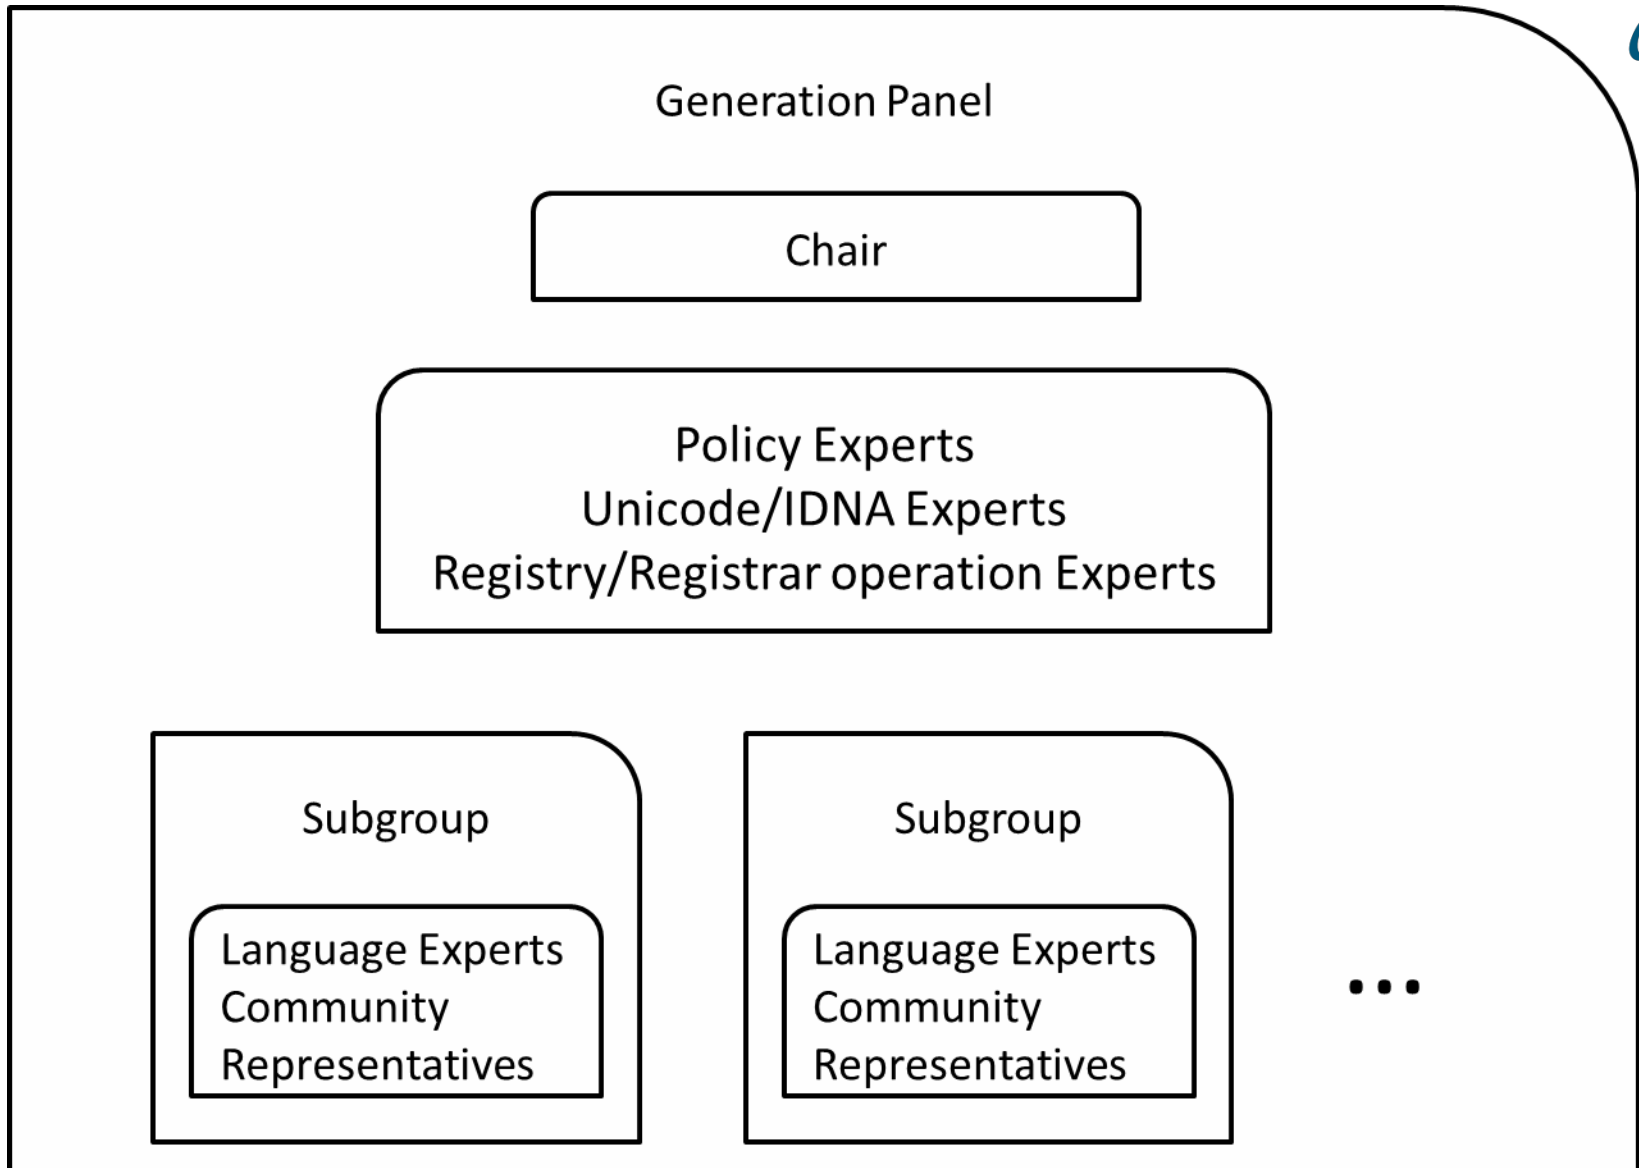 Generation Panel
Chair
Policy Experts
Unicode/IDNA Experts
Registry/Registrar operation Experts
Subgroup
Language Experts
Community
Representatives
Subgroup
Language Experts
Community
Representatives
...